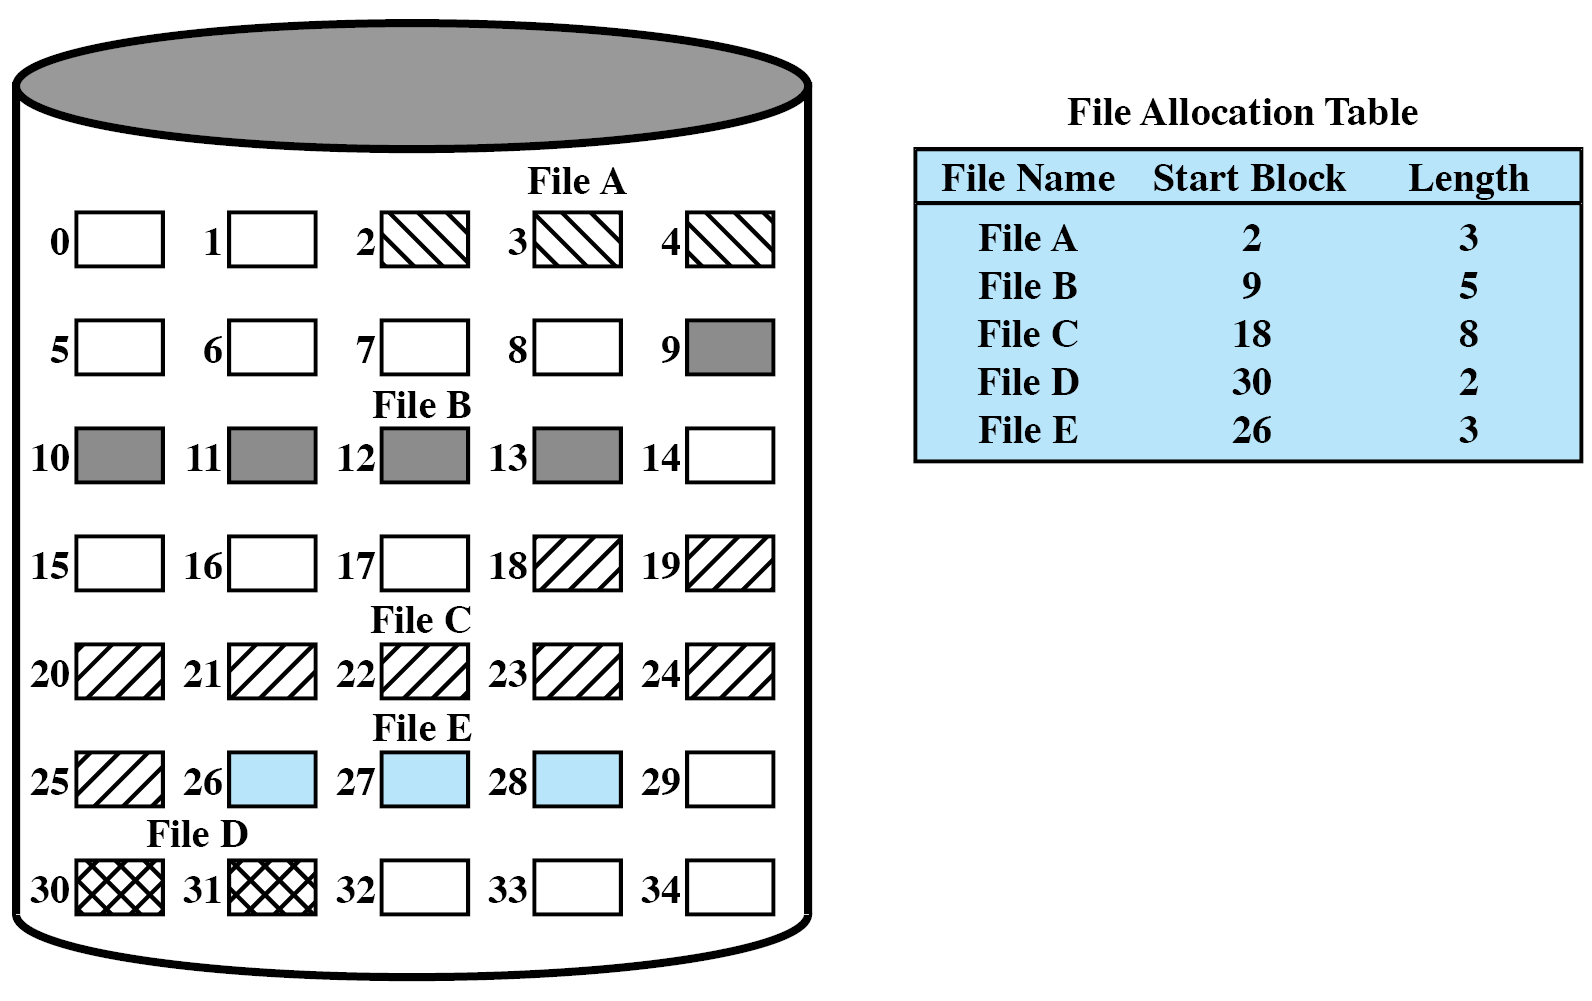 File A
0 1 2 3 4
5 6 7 8 9
File B
10 11 12 13 14
15 16 17 18 19
File C
20 21 22 23 24
File E
25 26 27 28 29
File D
30 31 32 33 34
File Allocation Table
File Name Start Block Length
File A 2 3
File B 9 5
File C 18 8
File D 30 2
File E 26 3